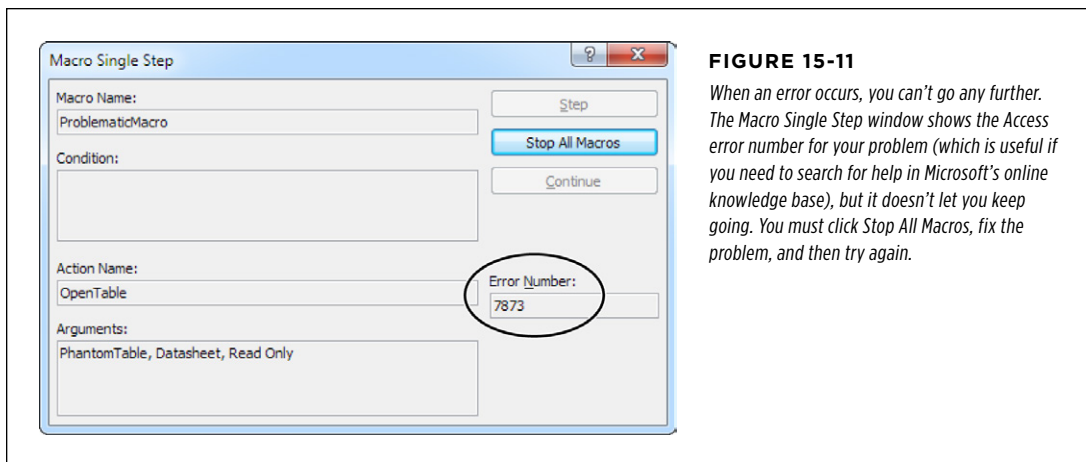 Macro Single Step
Macro Name:
ProblematicMacro
Condition:
Action Name:
OpenTable
Arguments:
PhantomTable, Datasheet, Read Only
Step
Stop All Macros
Continue
Error Number:
7873
FIGURE 15-11
When an error occurs, you can't go any further.
The Macro Single Step window shows the Access
error number for your problem (which is useful if
you need to search for help in Microsoft's online
knowledge base), but it doesn't let you keep
going. You must click Stop All Macros, fix the
problem, and then try again.